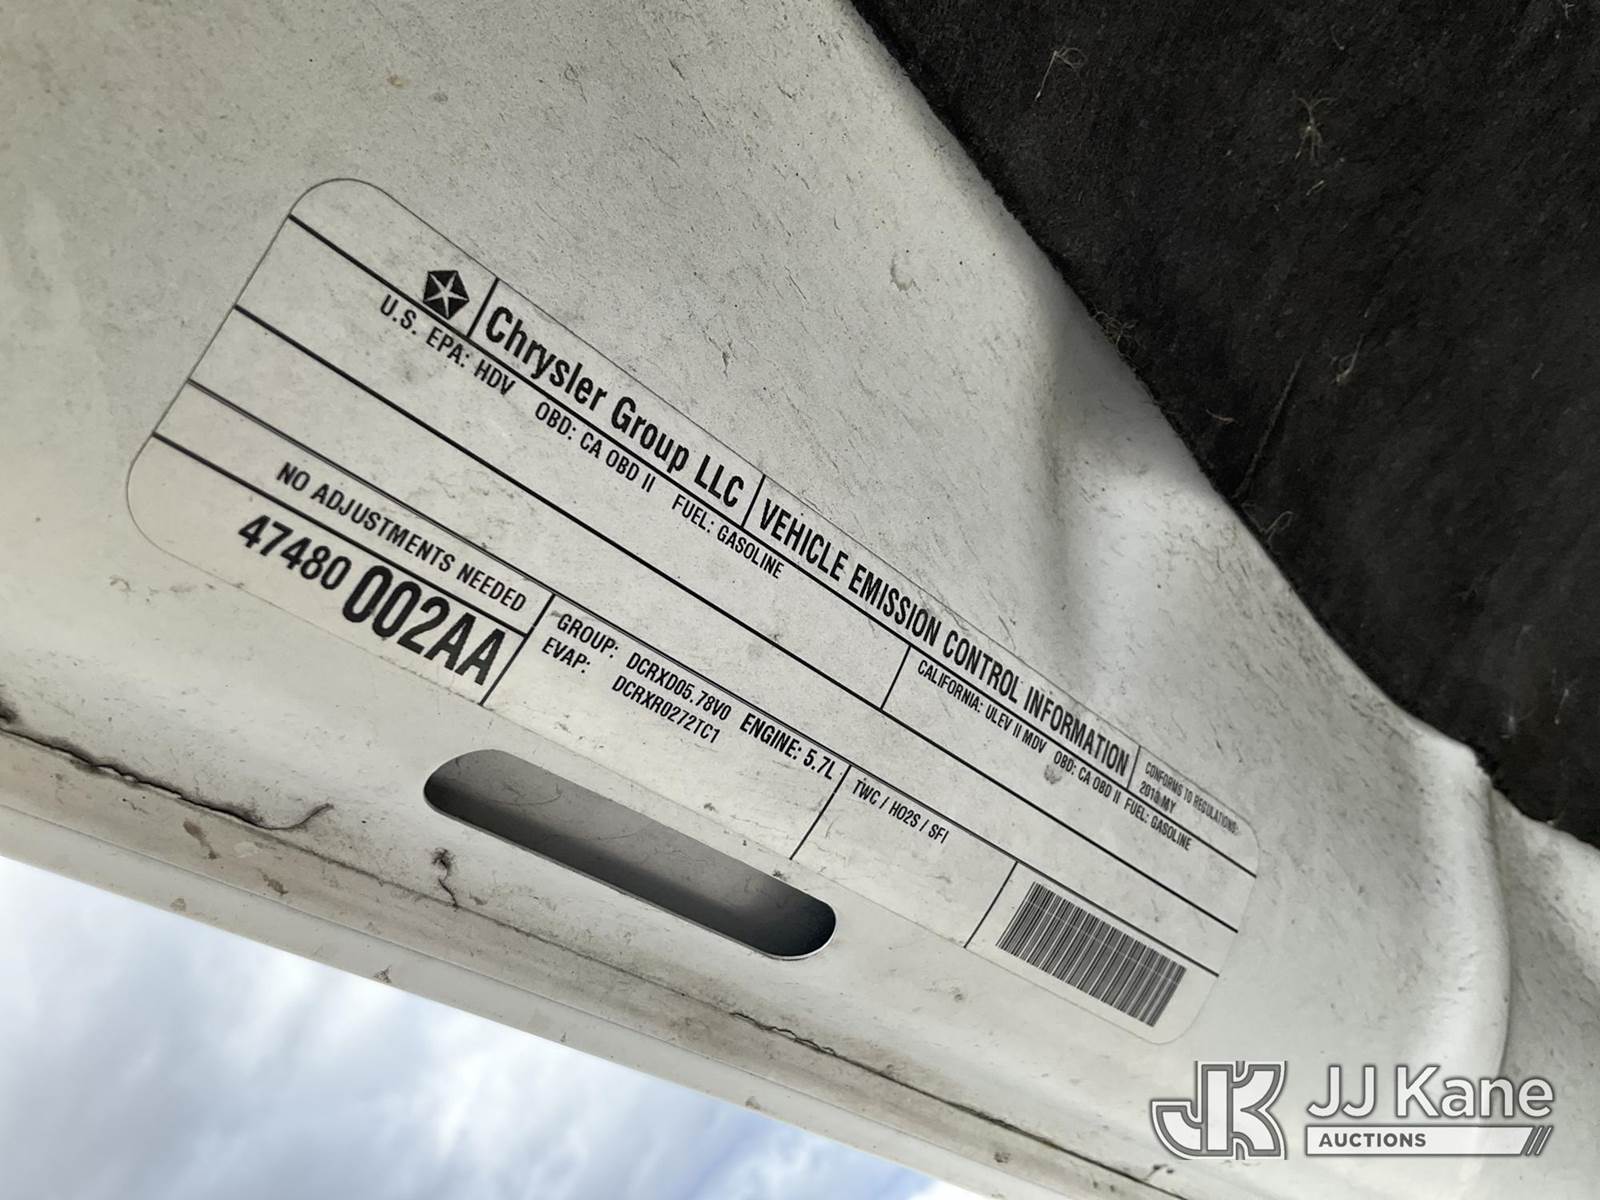 Chrysler Group LLC
VEHICLE EMISSION CONTROL INFORMATION
CONFORMS TO REGULATIONS:
MY
U.S. EPA: HDV OBD: CA OBD II FUEL: GASOLINE
CALIFORNIA: ULEV II MDV OBD: CA OBD II FUEL: GASOLINE
NO ADJUSTMENTS NEEDED
47480 002AA
GROUP: DCRXD05.78V0 ENGINE: 5.7L
EVAP: DCRXR0272TC1
TWC / HO2S / SFI
JJ Kane
AUCTIONS